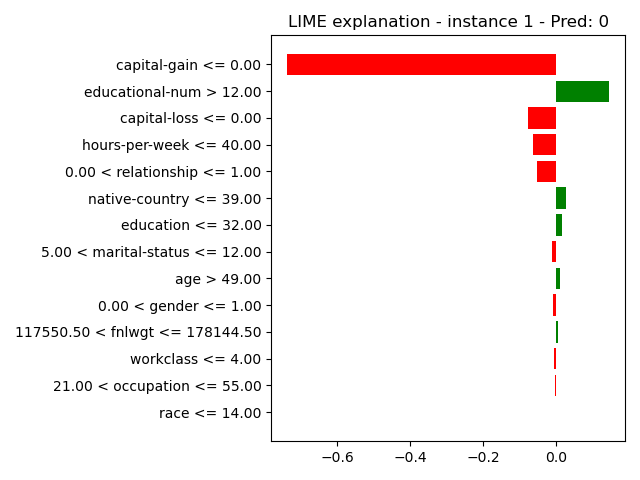 LIME explanation - instance 1 - Pred: 0
capital-gain <= 0.00
educational-num > 12.00
capital-loss <= 0.00
hours-per-week <= 40.00
0.00 < relationship <= 1.00
native-country <= 39.00
education <= 32.00
5.00 < marital-status <= 12.00
age > 49.00
0.00 < gender <= 1.00
117550.50 < fnlwgt <= 178144.50
workclass <= 4.00
21.00 < occupation <= 55.00
race <= 14.00
−0.6 −0.4 −0.2 0.0